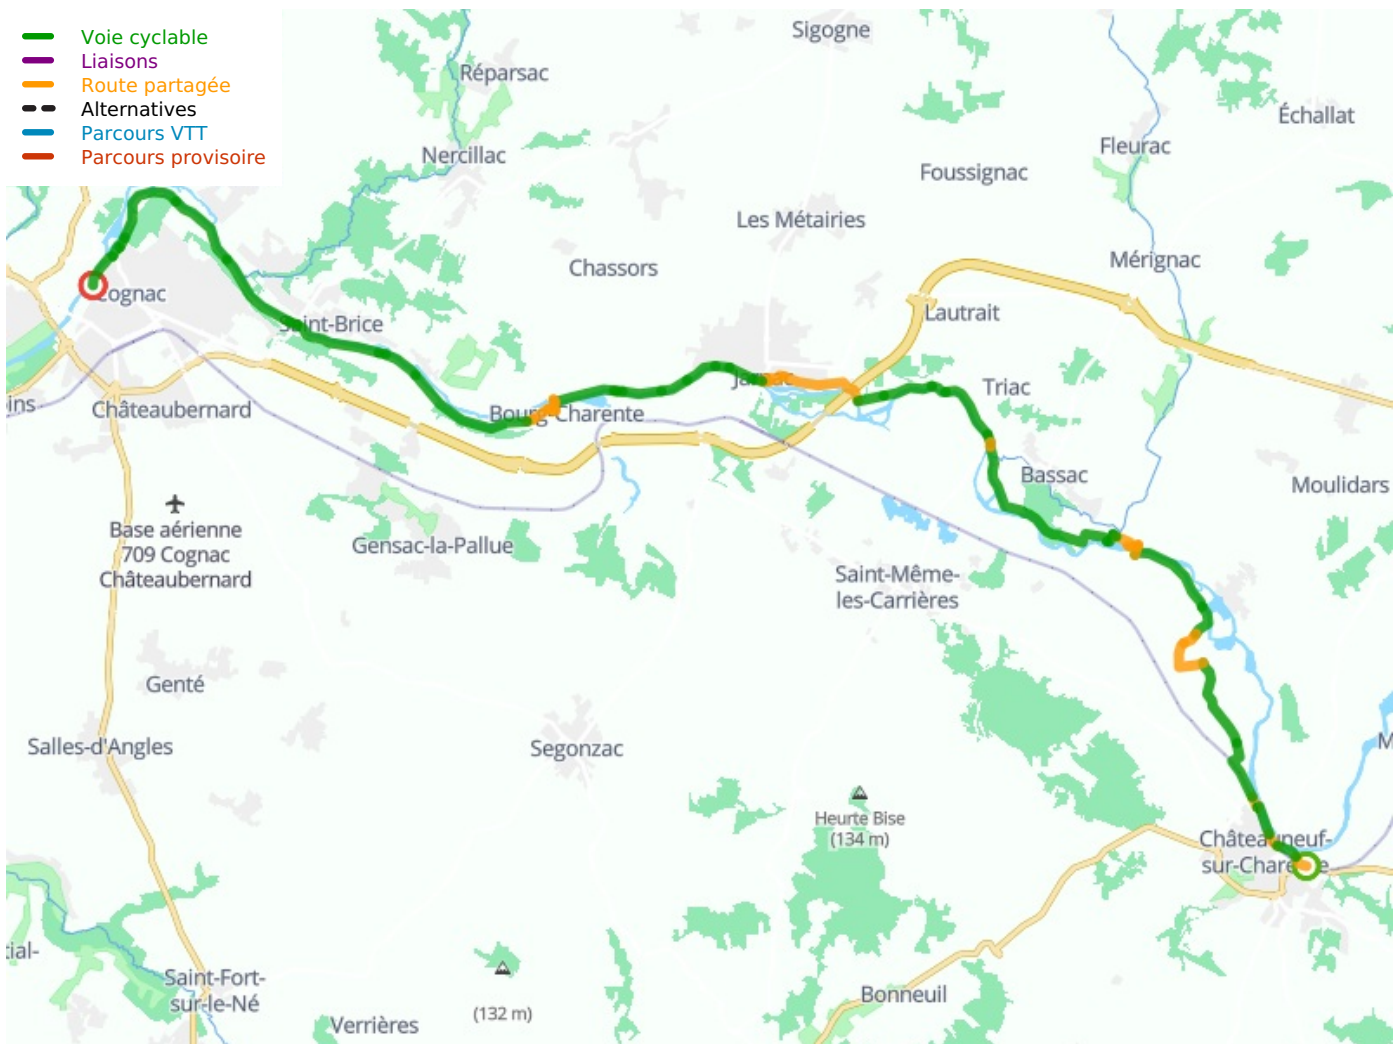 Voie cyclable
Liaisons
Route partagée
Alternatives
Parcours VTT
Parcours provisoire
Sigogne
Réparsac
Échallat
Fleurac
Nercillac
Foussignac
Les Métairies
Mérignac
Chassors
Cognac
Lautrait
Saint-Brice
Jarnac
Triac
ins
Châteaubernard
Bourg-Charente
Bassac
Moulidars
Base aérienne
709 Cognac
Châteaubernard
Gensac-la-Pallue
Saint-Même-
les-Carrières
Genté
Salles-d'Angles
Segonzac
M
Heurte Bise
(134 m)
Châteauneuf-
sur-Charente
tial-
Saint-Fort-
sur-le-Né
Bonneuil
(132 m)
Verrières